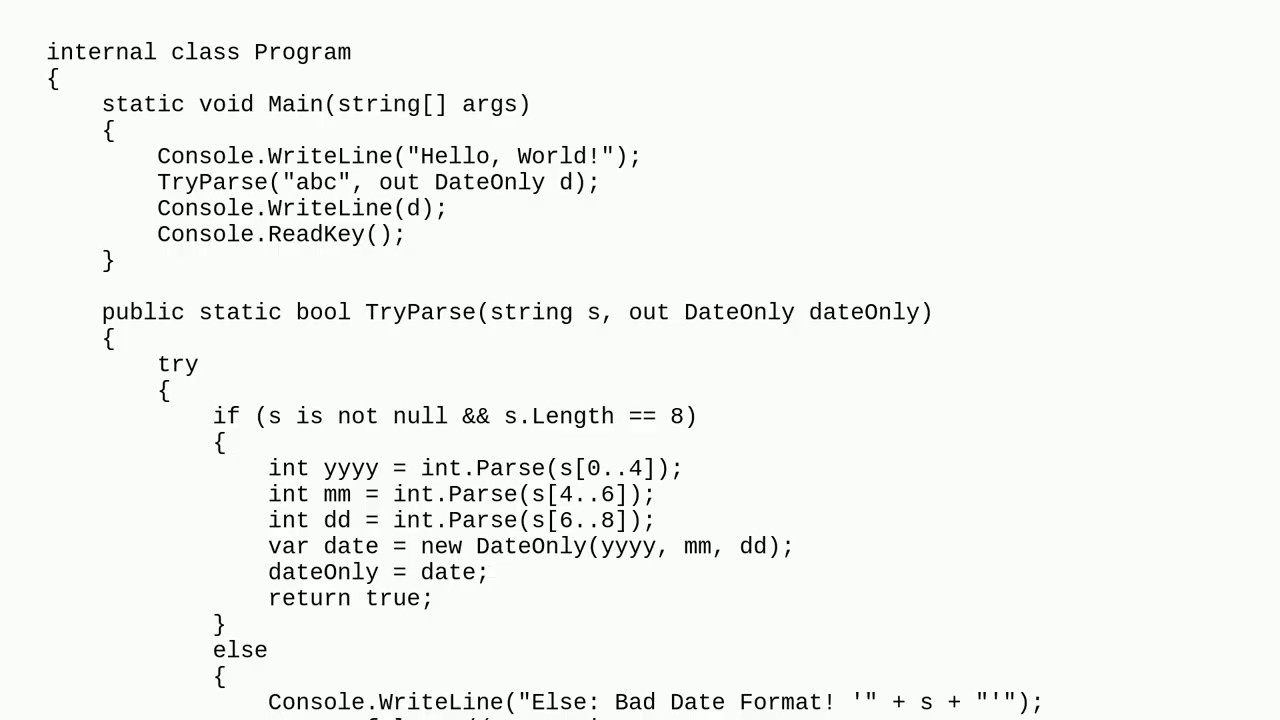 internal class Program
{
    static void Main(string[] args)
    {
        Console.WriteLine("Hello, World!");
        TryParse("abc", out DateOnly d);
        Console.WriteLine(d);
        Console.ReadKey();
    }

    public static bool TryParse(string s, out DateOnly dateOnly)
    {
        try
        {
            if (s is not null && s.Length == 8)
            {
                int yyyy = int.Parse(s[0..4]);
                int mm = int.Parse(s[4..6]);
                int dd = int.Parse(s[6..8]);
                var date = new DateOnly(yyyy, mm, dd);
                dateOnly = date;
                return true;
            }
            else
            {
                Console.WriteLine("Else: Bad Date Format! '" + s + "'");